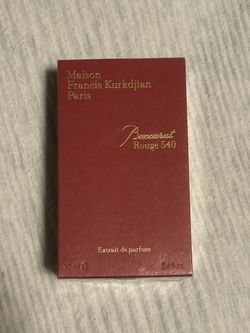 Maison
Francis Kurkdjian
Paris
Baccarat
Rouge 540
Extrait de parfum